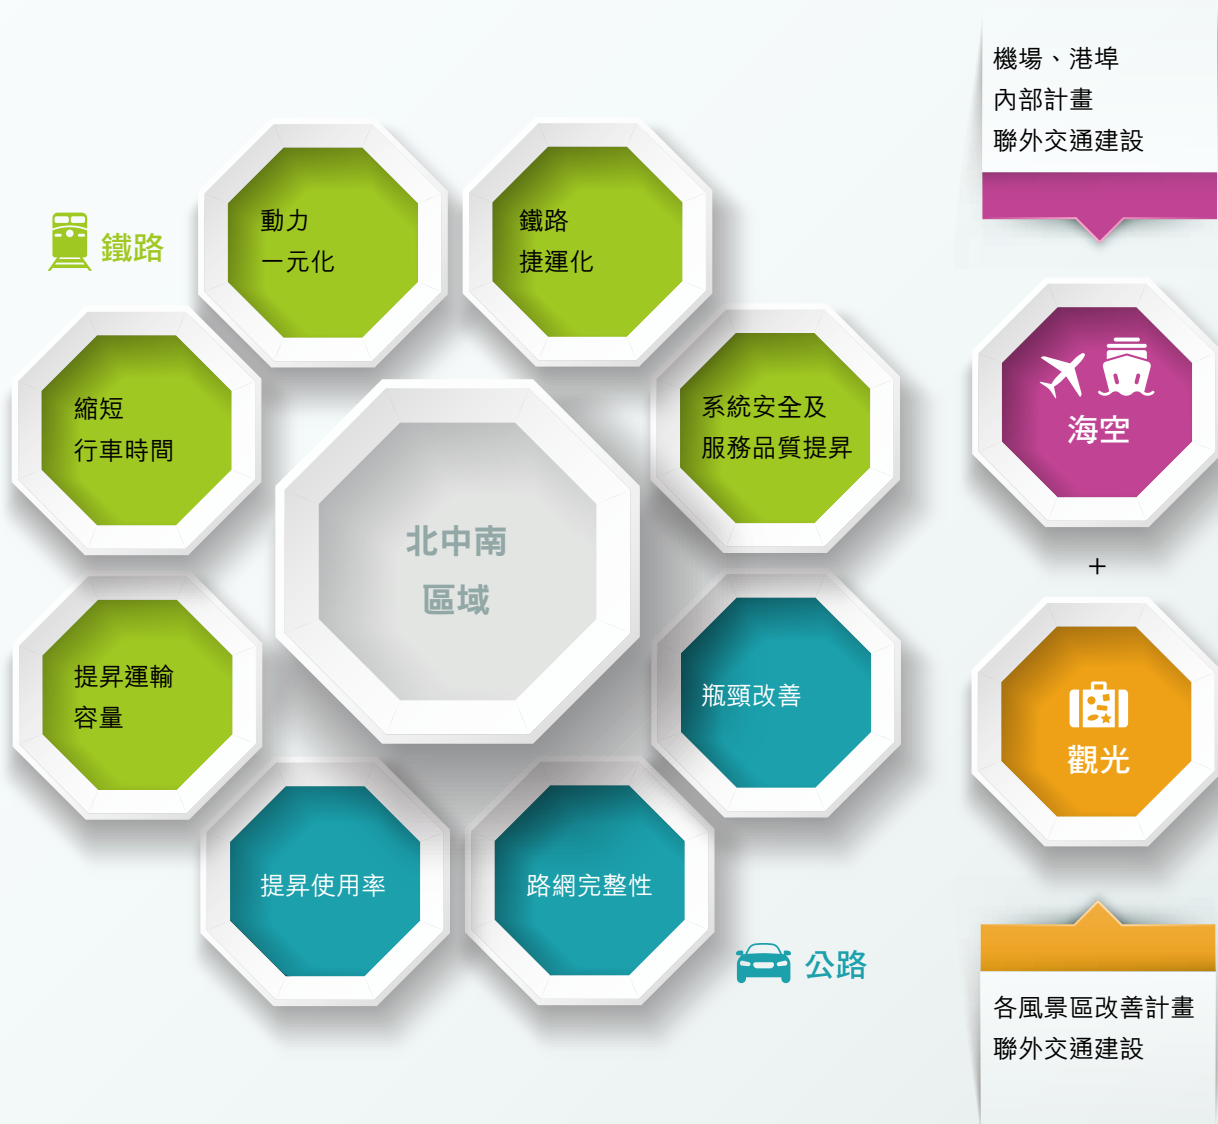 鐵路
動力
一元化
鐵路
捷運化
縮短
行車時間
系統安全及
服務品質提昇
北中南
區域
提昇運輸
容量
瓶頸改善
提昇使用率
路網完整性
公路
機場、港埠
內部計畫
聯外交通建設
海空
+
觀光
各風景區改善計畫
聯外交通建設